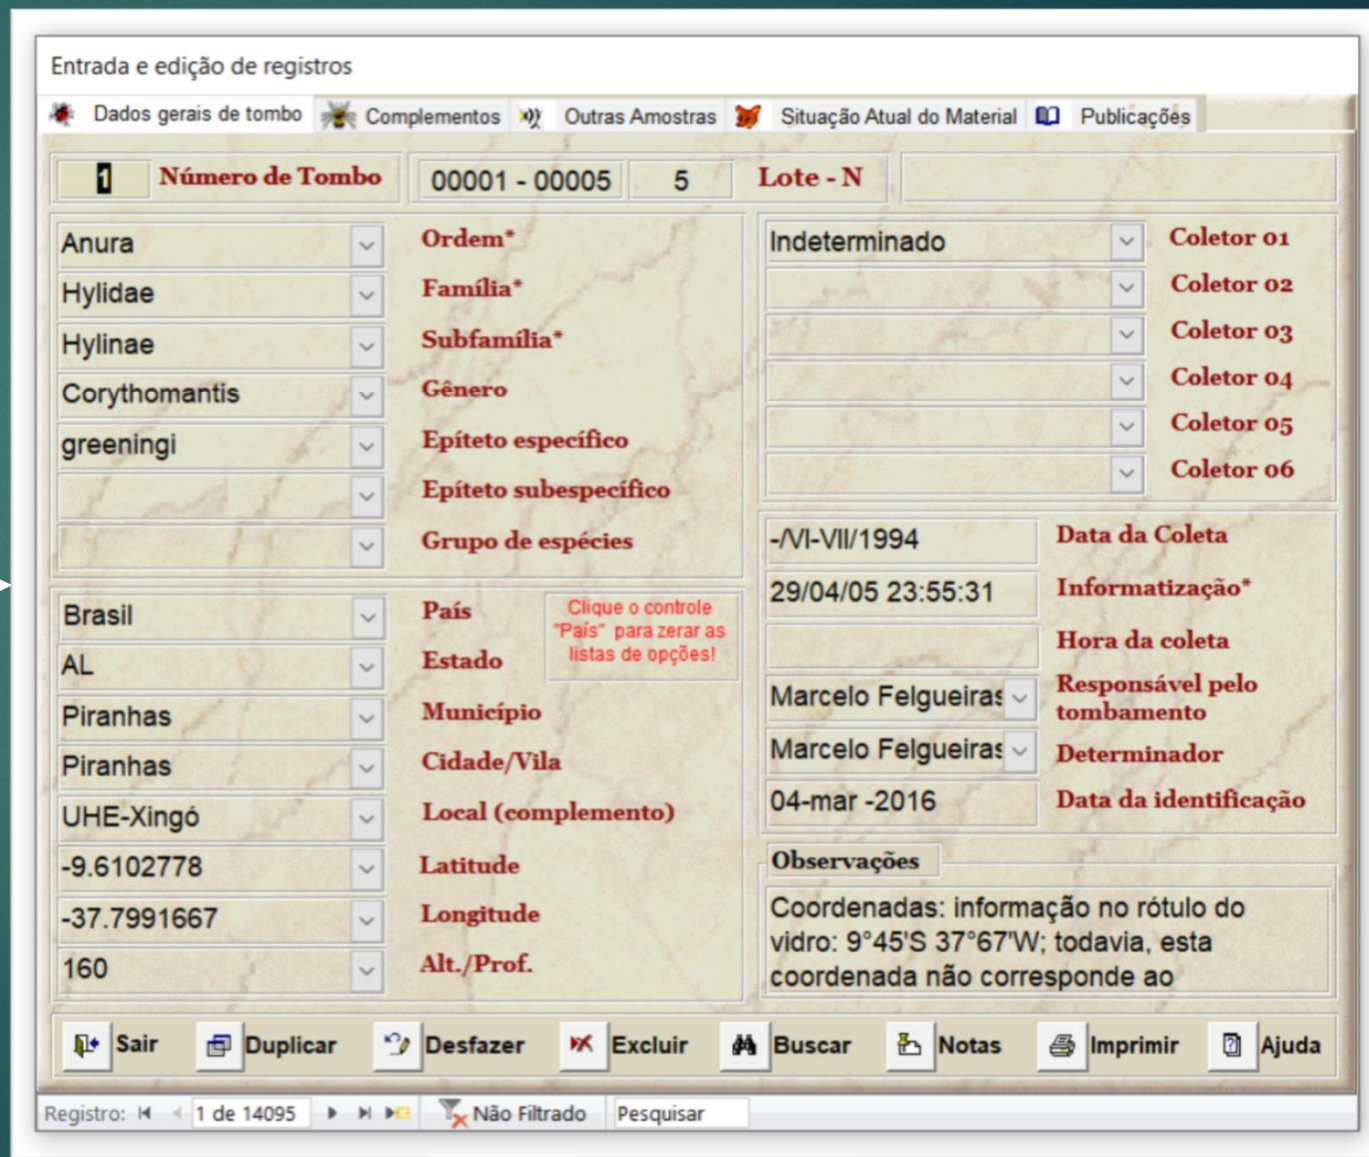 Entrada e edição de registros
Dados gerais de tombo Complementos Outras Amostras Situação Atual do Material Publicações
1 Número de Tombo 00001 - 00005 5 Lote - N
Anura Ordem*
Hylidae Família*
Hylinae Subfamília*
Corythomantis Gênero
greeningi Epíteto específico
Epíteto subespecífico
Grupo de espécies
Indeterminado Coletor 01
Coletor 02
Coletor 03
Coletor 04
Coletor 05
Coletor 06
Brasil País
Clique o controle
"País" para zerar as
listas de opções!
AL Estado
Piranhas Município
Piranhas Cidade/Vila
UHE-Xingó Local (complemento)
-9.6102778 Latitude
-37.7991667 Longitude
160 Alt./Prof.
-/VI-VII/1994 Data da Coleta
29/04/05 23:55:31 Informatização*
Hora da coleta
Marcelo Felgueiras Responsável pelo
tombamento
Marcelo Felgueiras Determinador
04-mar -2016 Data da identificação
Observações
Coordenadas: informação no rótulo do
vidro: 9°45'S 37°67'W; todavia, esta
coordenada não corresponde ao
Sair Duplicar Desfazer Excluir Buscar Notas Imprimir Ajuda
Registro: 1 de 14095 Não Filtrado Pesquisar